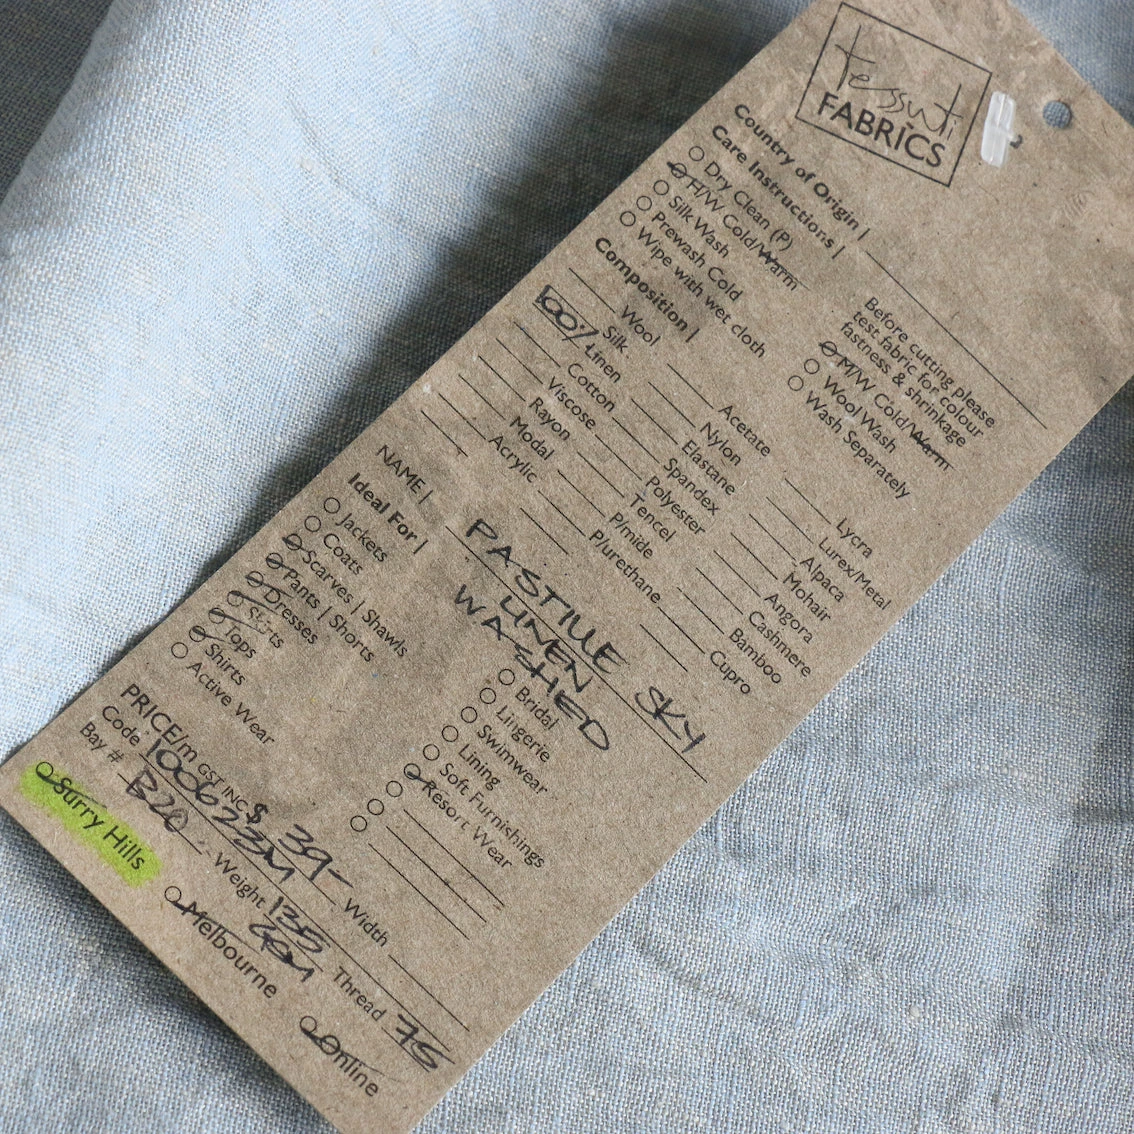 tessuti
FABRICS
Country of Origin |
Care Instructions |
Dry Clean (P)
H/W Cold/Warm
Silk Wash
Prewash Cold
Wipe with wet cloth
Before cutting please
test fabric for colour
fastness & shrinkage
M/W Cold/Warm
Wool Wash
Wash Separately
Composition |
Wool
Silk
100% Linen
Cotton
Viscose
Rayon
Modal
Acrylic
Acetate
Nylon
Elastane
Spandex
Polyester
Tencel
P/mide
P/urethane
Lycra
Lurex/Metal
Alpaca
Mohair
Angora
Cashmere
Bamboo
Cupro
NAME | PASTILLE SKY
LINEN
WASHED
Ideal For |
Jackets
Coats
Scarves | Shawls
Pants | Shorts
Dresses
Skirts
Tops
Shirts
Active Wear
Bridal
Lingerie
Swimwear
Lining
Soft Furnishings
Resort Wear
PRICE/m GST INC $ 39-
Code 100623M Width 135
Bay # B20 Weight GSM Thread 75
Surry Hills Melbourne Online